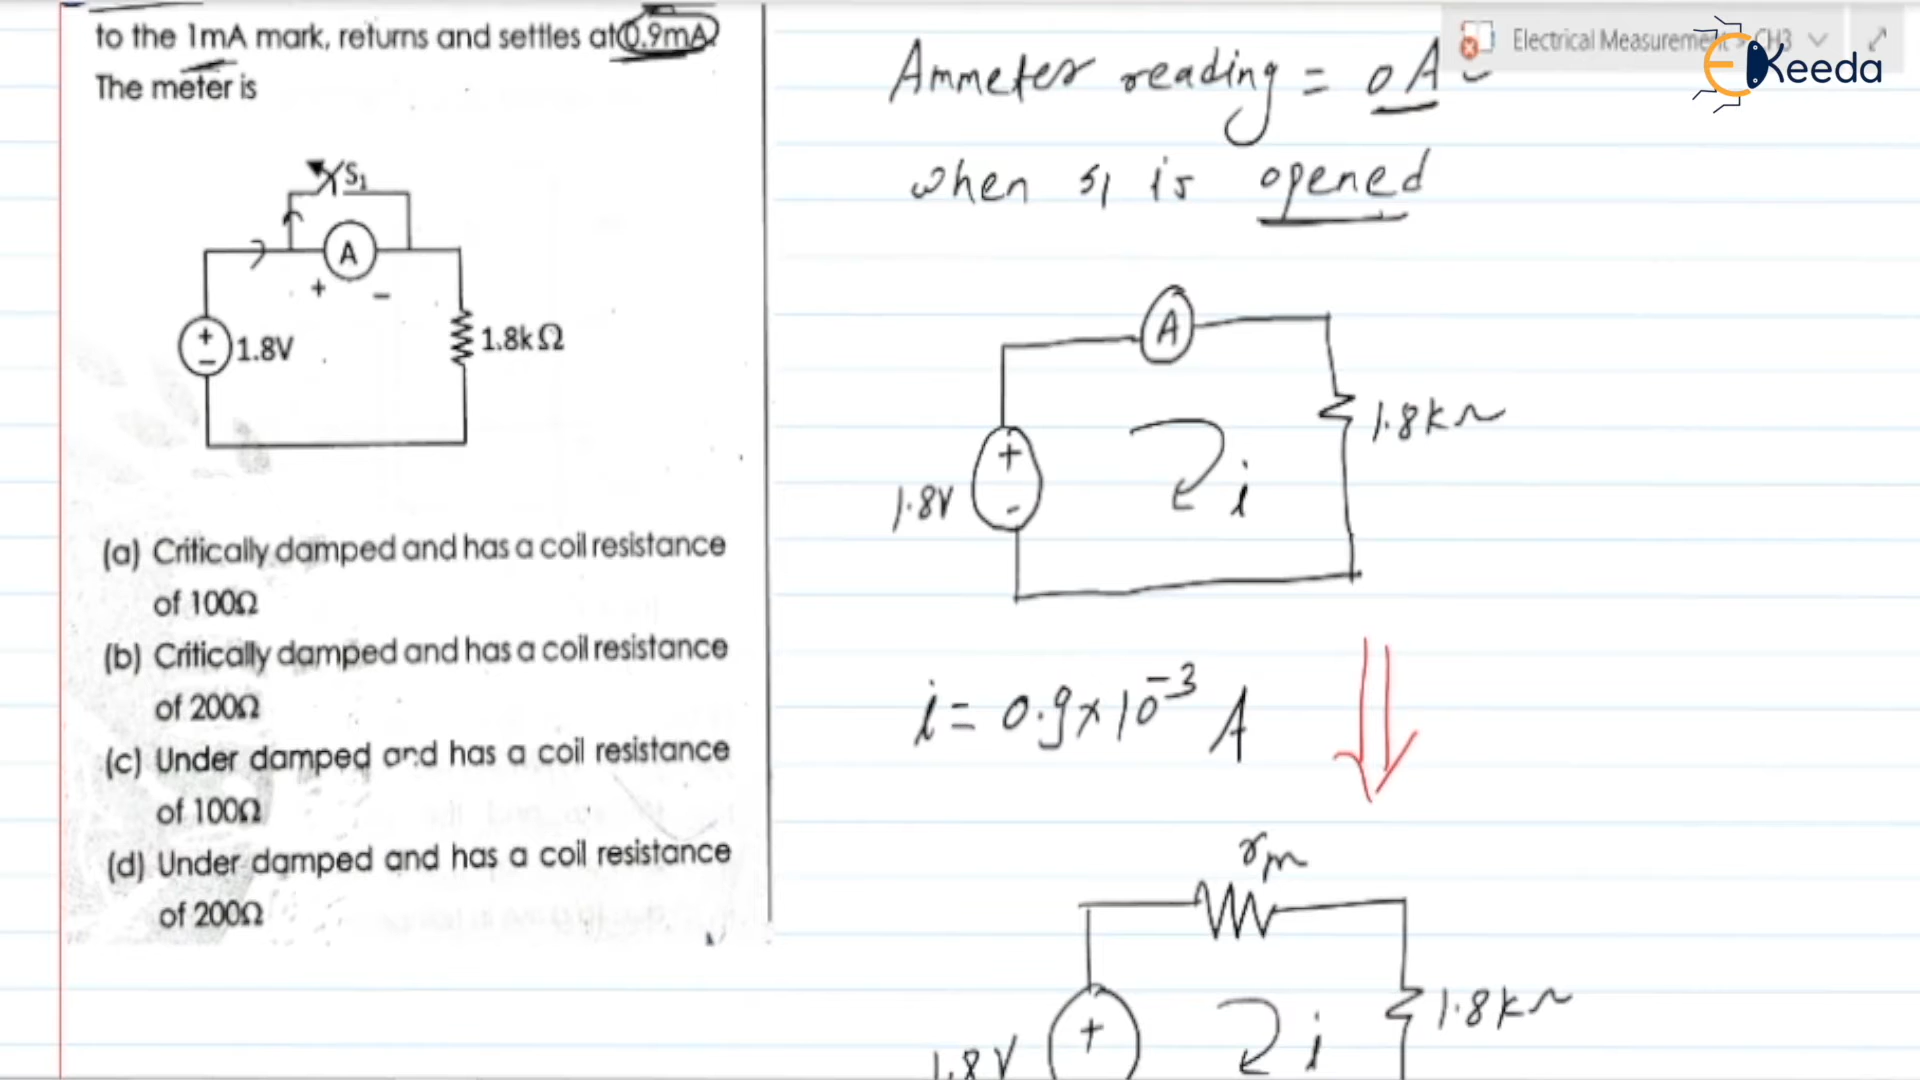 to the 1mA mark, returns and settles at 0.9mA.
The meter is
S1
A
+ −
+ −
1.8V
1.8kΩ
(a) Critically damped and has a coil resistance
of 100Ω
(b) Critically damped and has a coil resistance
of 200Ω
(c) Under damped and has a coil resistance
of 100Ω
(d) Under damped and has a coil resistance
of 200Ω
Electrical Measurement > CH3
EKeeda
Ammeter reading = 0A
when S1 is opened
A
1.8kΩ
+
-
1.8V
i
i = 0.9x10^-3 A
rm
1.8kΩ
+
i
1.8V